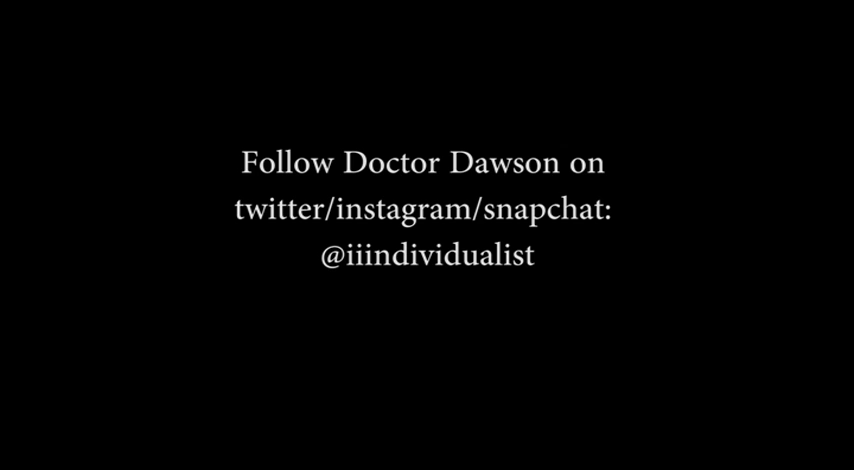 Follow Doctor Dawson on
twitter/instagram/snapchat:
@iiindividualist